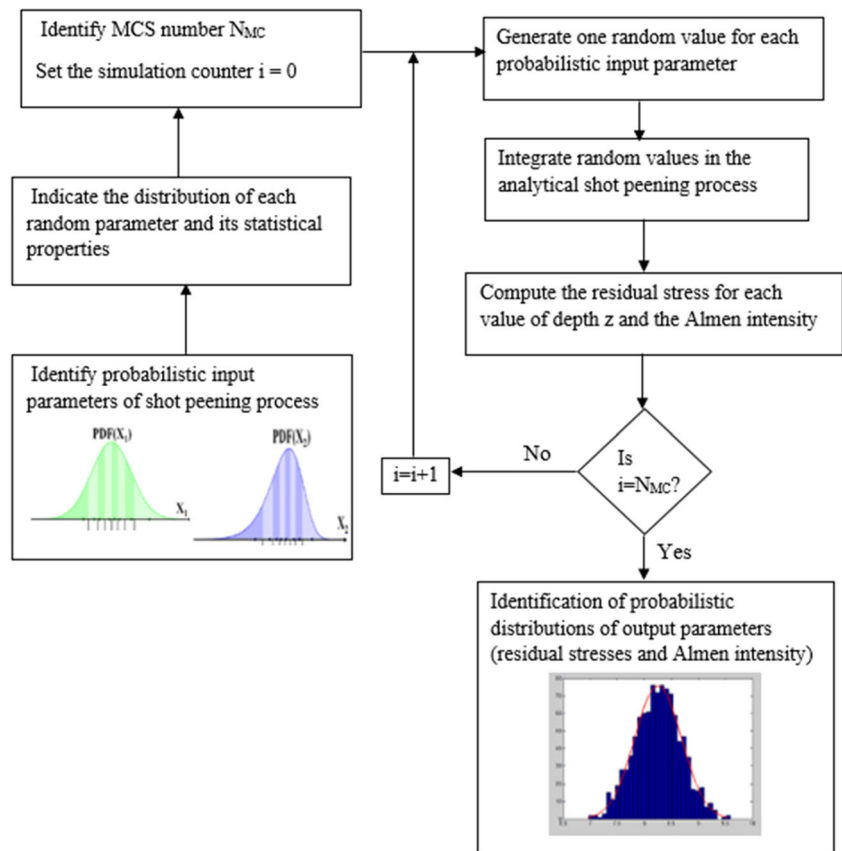 Identify MCS number NMC
Set the simulation counter i = 0
Generate one random value for each
probabilistic input parameter
Indicate the distribution of each
random parameter and its statistical
properties
Integrate random values in the
analytical shot peening process
Compute the residual stress for each
value of depth z and the Almen intensity
Identify probabilistic input
parameters of shot peening process
PDF(X1)
X1
PDF(X2)
X2
i=i+1
No
Is
i=NMC?
Yes
Identification of probabilistic
distributions of output parameters
(residual stresses and Almen intensity)